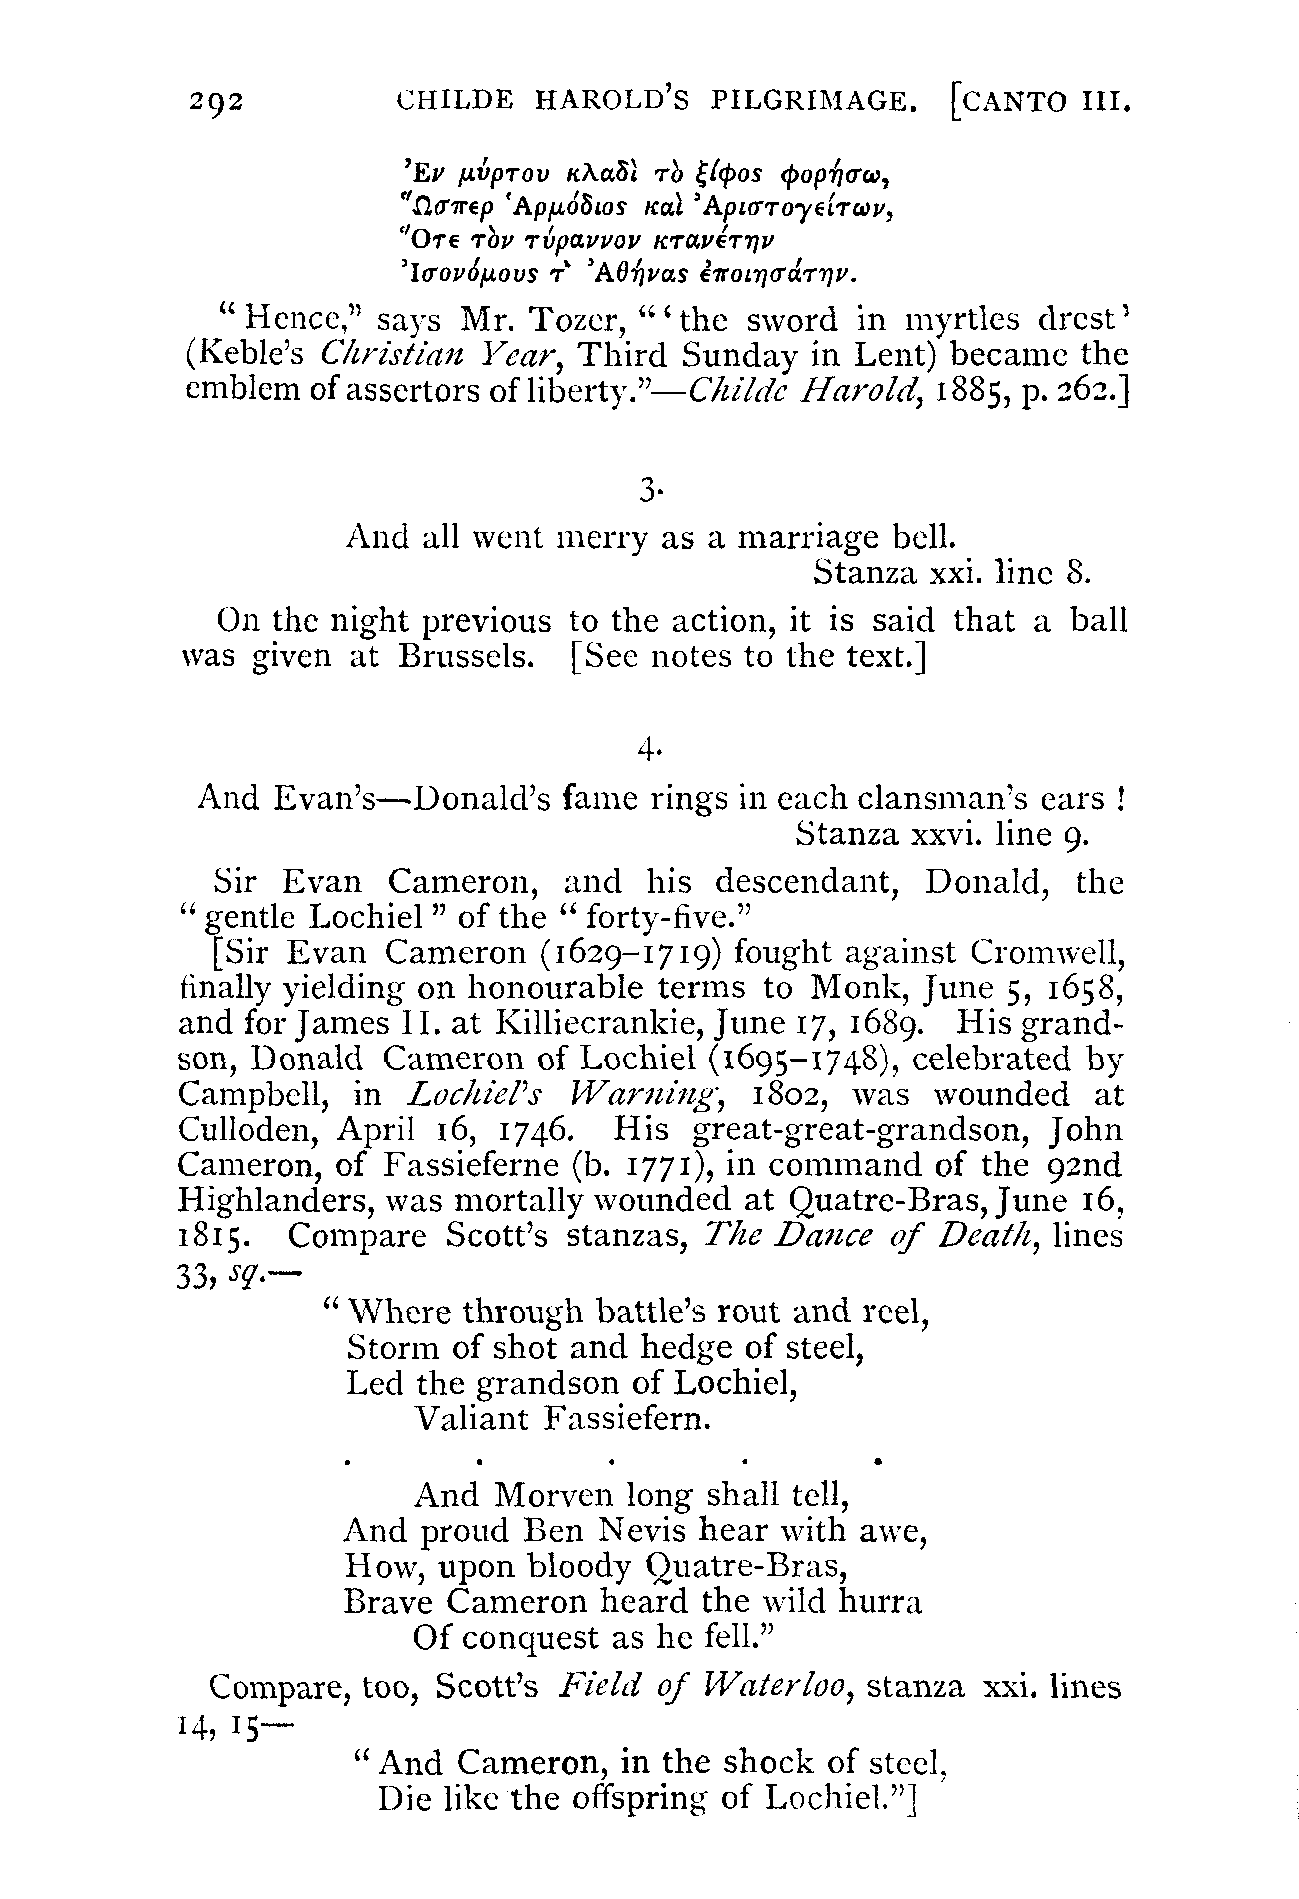 292 CHILDE HAROLD'S PILGRIMAGE. [CANTO III.
Ἐν μύρτου κλαδὶ τὸ ξίφος φορήσω,
Ὥσπερ Ἁρμόδιος καὶ Ἀριστογείτων,
Ὅτε τὸν τύραννον κτανέτην
Ἰσονόμους τ' Ἀθήνας ἐποιησάτην.
"Hence," says Mr. Tozer, "'the sword in myrtles drest'
(Keble's Christian Year, Third Sunday in Lent) became the
emblem of assertors of liberty."—Childe Harold, 1885, p. 262.]
3.
And all went merry as a marriage bell.
Stanza xxi. line 8.
On the night previous to the action, it is said that a ball
was given at Brussels. [See notes to the text.]
4.
And Evan's—Donald's fame rings in each clansman's ears!
Stanza xxvi. line 9.
Sir Evan Cameron, and his descendant, Donald, the
"gentle Lochiel" of the "forty-five."
[Sir Evan Cameron (1629–1719) fought against Cromwell,
finally yielding on honourable terms to Monk, June 5, 1658,
and for James II. at Killiecrankie, June 17, 1689. His grand-
son, Donald Cameron of Lochiel (1695–1748), celebrated by
Campbell, in Lochiel's Warning, 1802, was wounded at
Culloden, April 16, 1746. His great-great-grandson, John
Cameron, of Fassieferne (b. 1771), in command of the 92nd
Highlanders, was mortally wounded at Quatre-Bras, June 16,
1815. Compare Scott's stanzas, The Dance of Death, lines
33, sq.—
"Where through battle's rout and reel,
Storm of shot and hedge of steel,
Led the grandson of Lochiel,
Valiant Fassiefern.
. . . . .
And Morven long shall tell,
And proud Ben Nevis hear with awe,
How, upon bloody Quatre-Bras,
Brave Cameron heard the wild hurra
Of conquest as he fell."
Compare, too, Scott's Field of Waterloo, stanza xxi. lines
14, 15—
"And Cameron, in the shock of steel,
Die like the offspring of Lochiel."]